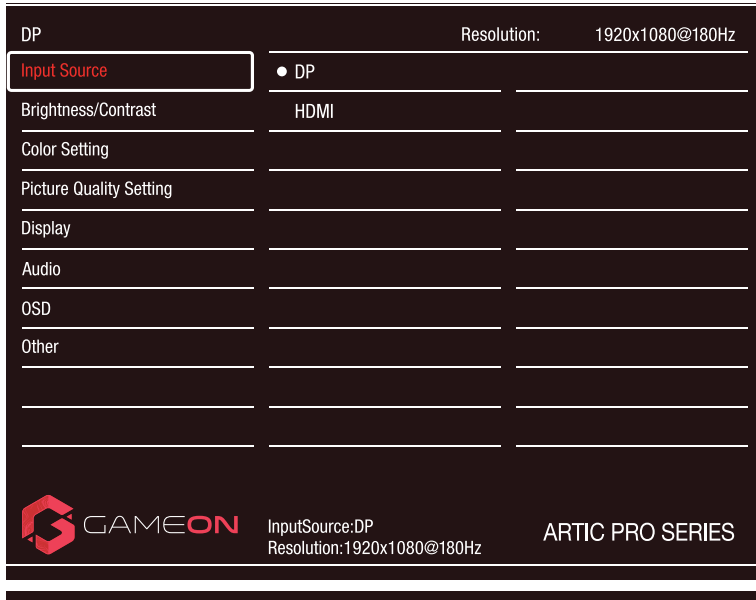 DP Resolution: 1920x1080@180Hz
Input Source DP
Brightness/Contrast HDMI
Color Setting
Picture Quality Setting
Display
Audio
OSD
Other
GAMEON
InputSource:DP
Resolution:1920x1080@180Hz
ARTIC PRO SERIES